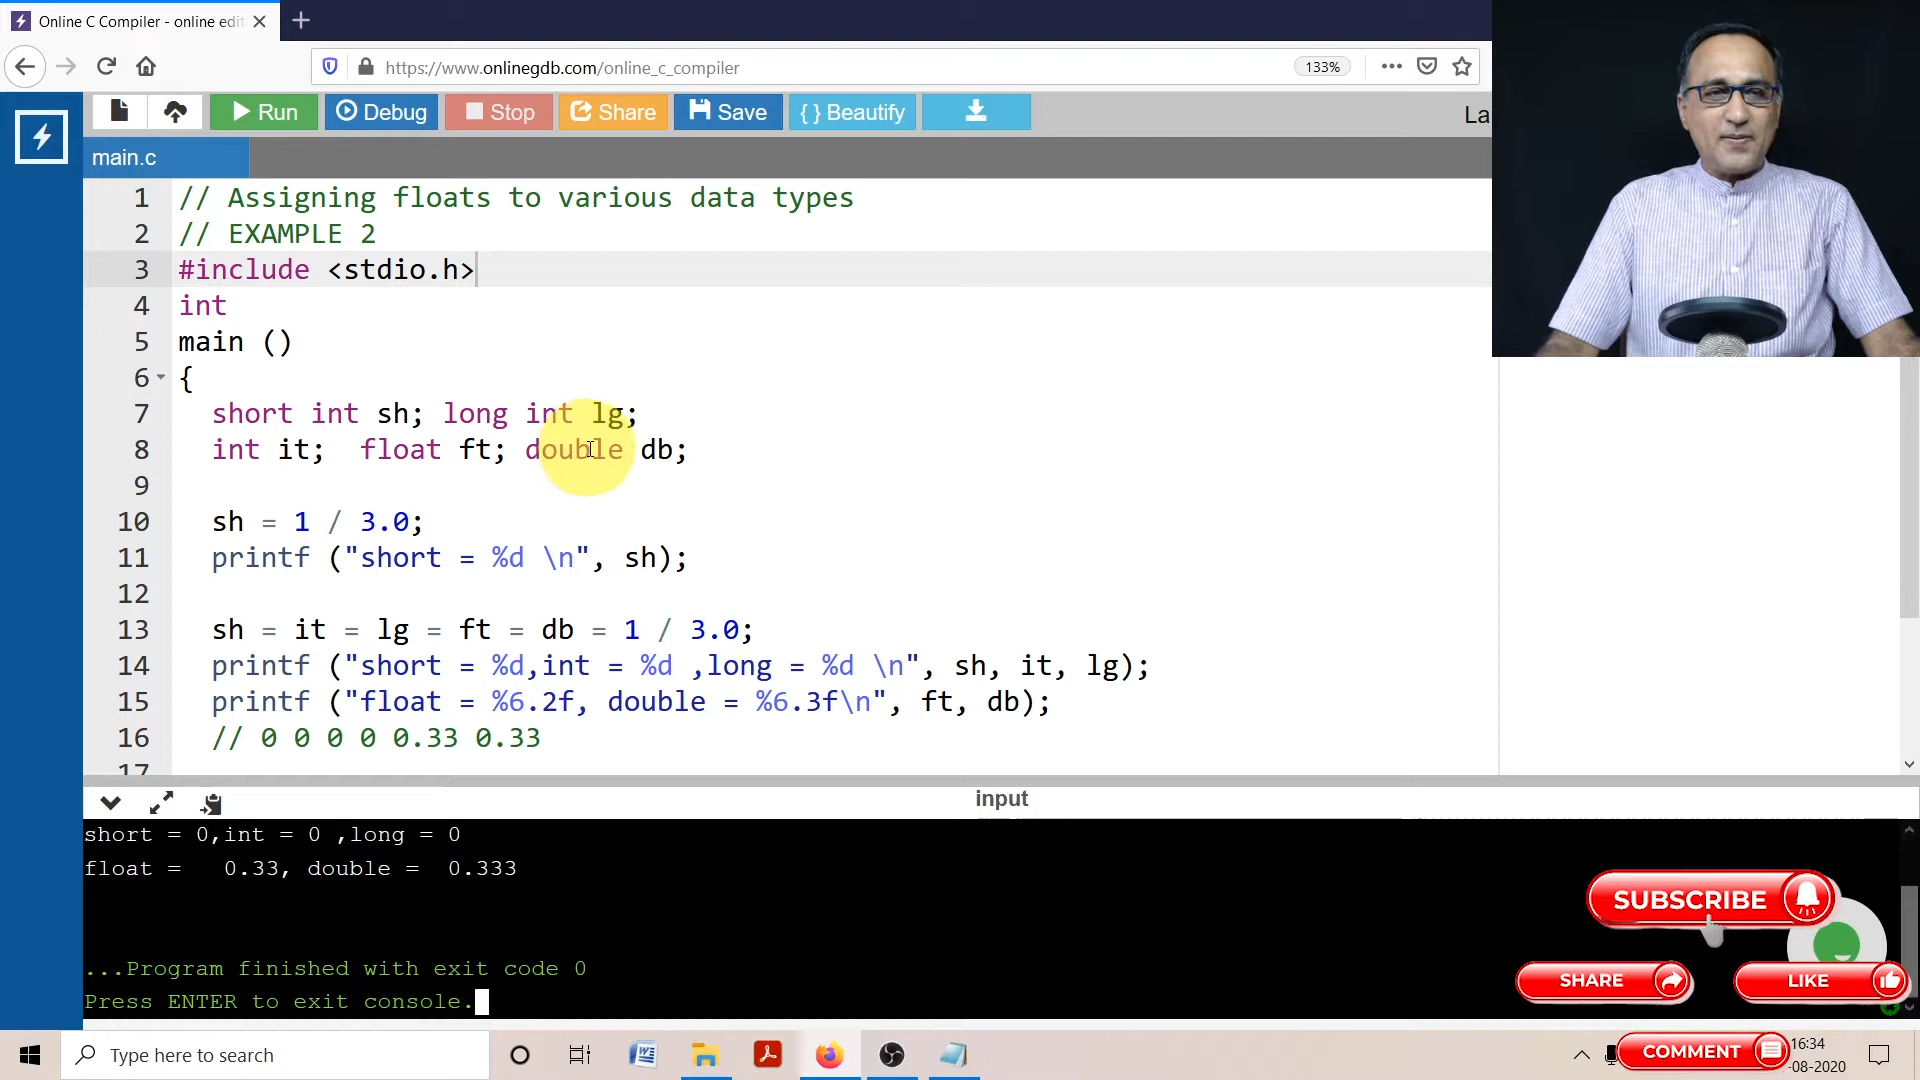 Online C Compiler - online edit
https://www.onlinegdb.com/online_c_compiler
133%
Run
Debug
Stop
Share
Save
{ } Beautify
La
main.c
1 // Assigning floats to various data types
2 // EXAMPLE 2
3 #include <stdio.h>
4 int
5 main ()
6 {
7 short int sh; long int lg;
8 int it;  float ft; double db;
9
10 sh = 1 / 3.0;
11 printf ("short = %d \n", sh);
12
13 sh = it = lg = ft = db = 1 / 3.0;
14 printf ("short = %d,int = %d ,long = %d \n", sh, it, lg);
15 printf ("float = %6.2f, double = %6.3f\n", ft, db);
16 // 0 0 0 0 0.33 0.33
17
input
short = 0,int = 0 ,long = 0
float =   0.33, double =  0.333
...Program finished with exit code 0
Press ENTER to exit console.
SUBSCRIBE
SHARE
LIKE
COMMENT
Type here to search
16:34
-08-2020